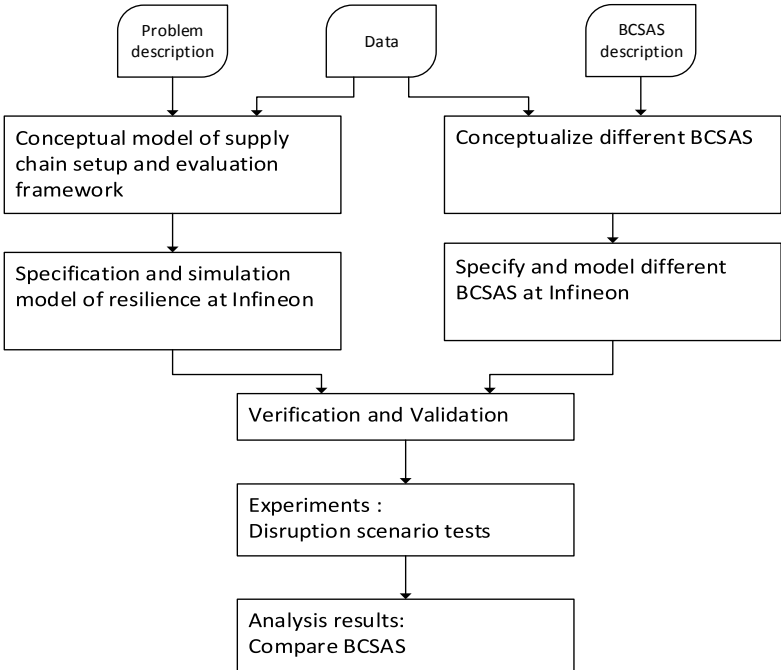 Problem
description
Data
BCSAS
description
Conceptual model of supply
chain setup and evaluation
framework
Conceptualize different BCSAS
Specification and simulation
model of resilience at Infineon
Specify and model different
BCSAS at Infineon
Verification and Validation
Experiments :
Disruption scenario tests
Analysis results:
Compare BCSAS